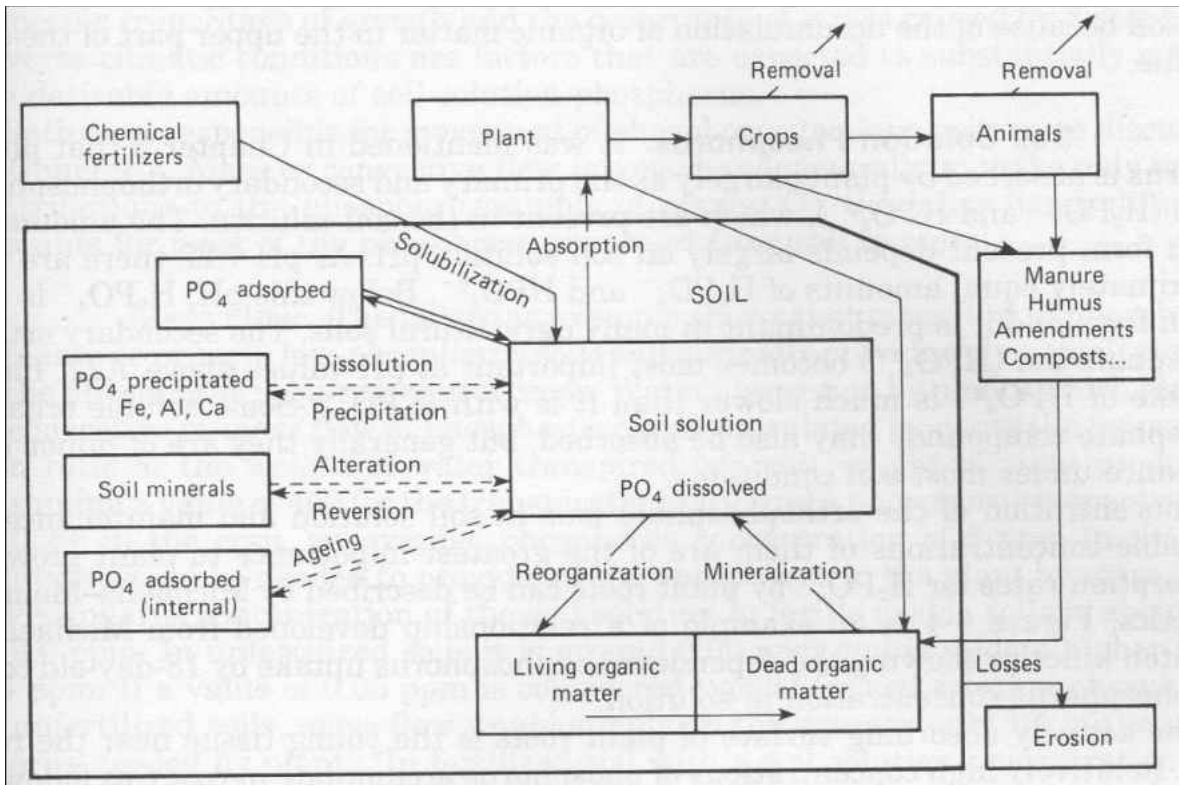 Removal
Removal
Chemical
fertilizers
Plant
Crops
Animals
Solubilization
Absorption
PO₄ adsorbed
SOIL
Manure
Humus
Amendments
Composts...
PO₄ precipitated
Fe, Al, Ca
Dissolution
Precipitation
Soil solution
PO₄ dissolved
Soil minerals
Alteration
Reversion
Ageing
PO₄ adsorbed
(internal)
Reorganization
Mineralization
Living organic
matter
Dead organic
matter
Losses
Erosion